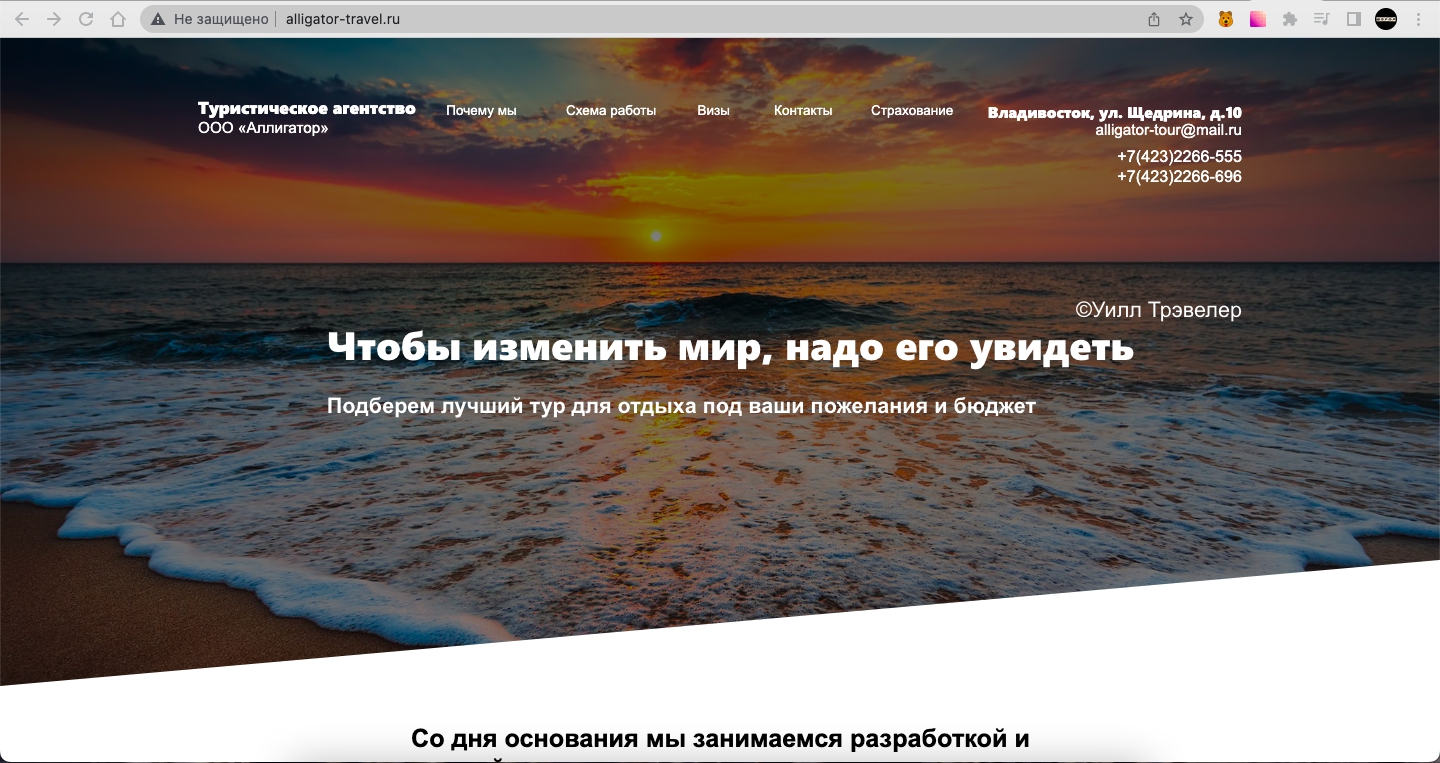 Не защищено
alligator-travel.ru
Туристическое агентство
ООО «Аллигатор»
Почему мы
Схема работы
Визы
Контакты
Страхование
Владивосток, ул. Щедрина, д.10
alligator-tour@mail.ru
+7(423)2266-555
+7(423)2266-696
©Уилл Трэвелер
Чтобы изменить мир, надо его увидеть
Подберем лучший тур для отдыха под ваши пожелания и бюджет
Со дня основания мы занимаемся разработкой и